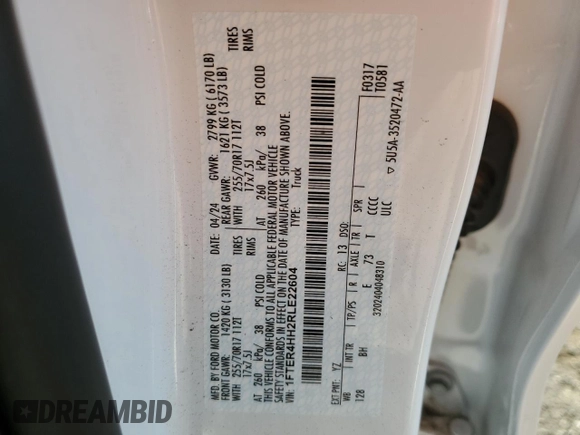 MFD. BY FORD MOTOR CO.
04/24 GVWR: 2799 KG ( 6170 LB)
FRONT GAWR: 1420 KG ( 3130 LB)
REAR GAWR: 1621 KG ( 3573 LB)
255/70R17 112T TIRES WITH 255/70R17 112T TIRES
17x7.5J RIMS 17x7.5J RIMS
AT 260 kPa/ 38 PSI COLD AT 260 kPa/ 38 PSI COLD
THIS VEHICLE CONFORMS TO ALL APPLICABLE FEDERAL MOTOR VEHICLE
SAFETY AND THEFT PREVENTION STANDARDS IN EFFECT ON THE DATE OF MANUFACTURE SHOWN ABOVE.
VIN: 1FTER4HH2RLE22604 TYPE: Truck
F0317
T0581
EXT PNT: YZ RC: 13 DSO:
WB INT TR TP/PS R AXLE TR SPR
128 BH E 73 T CCCC
ULC
320240404831O ▽ 5U5A-3520472-AA
DREAMBID